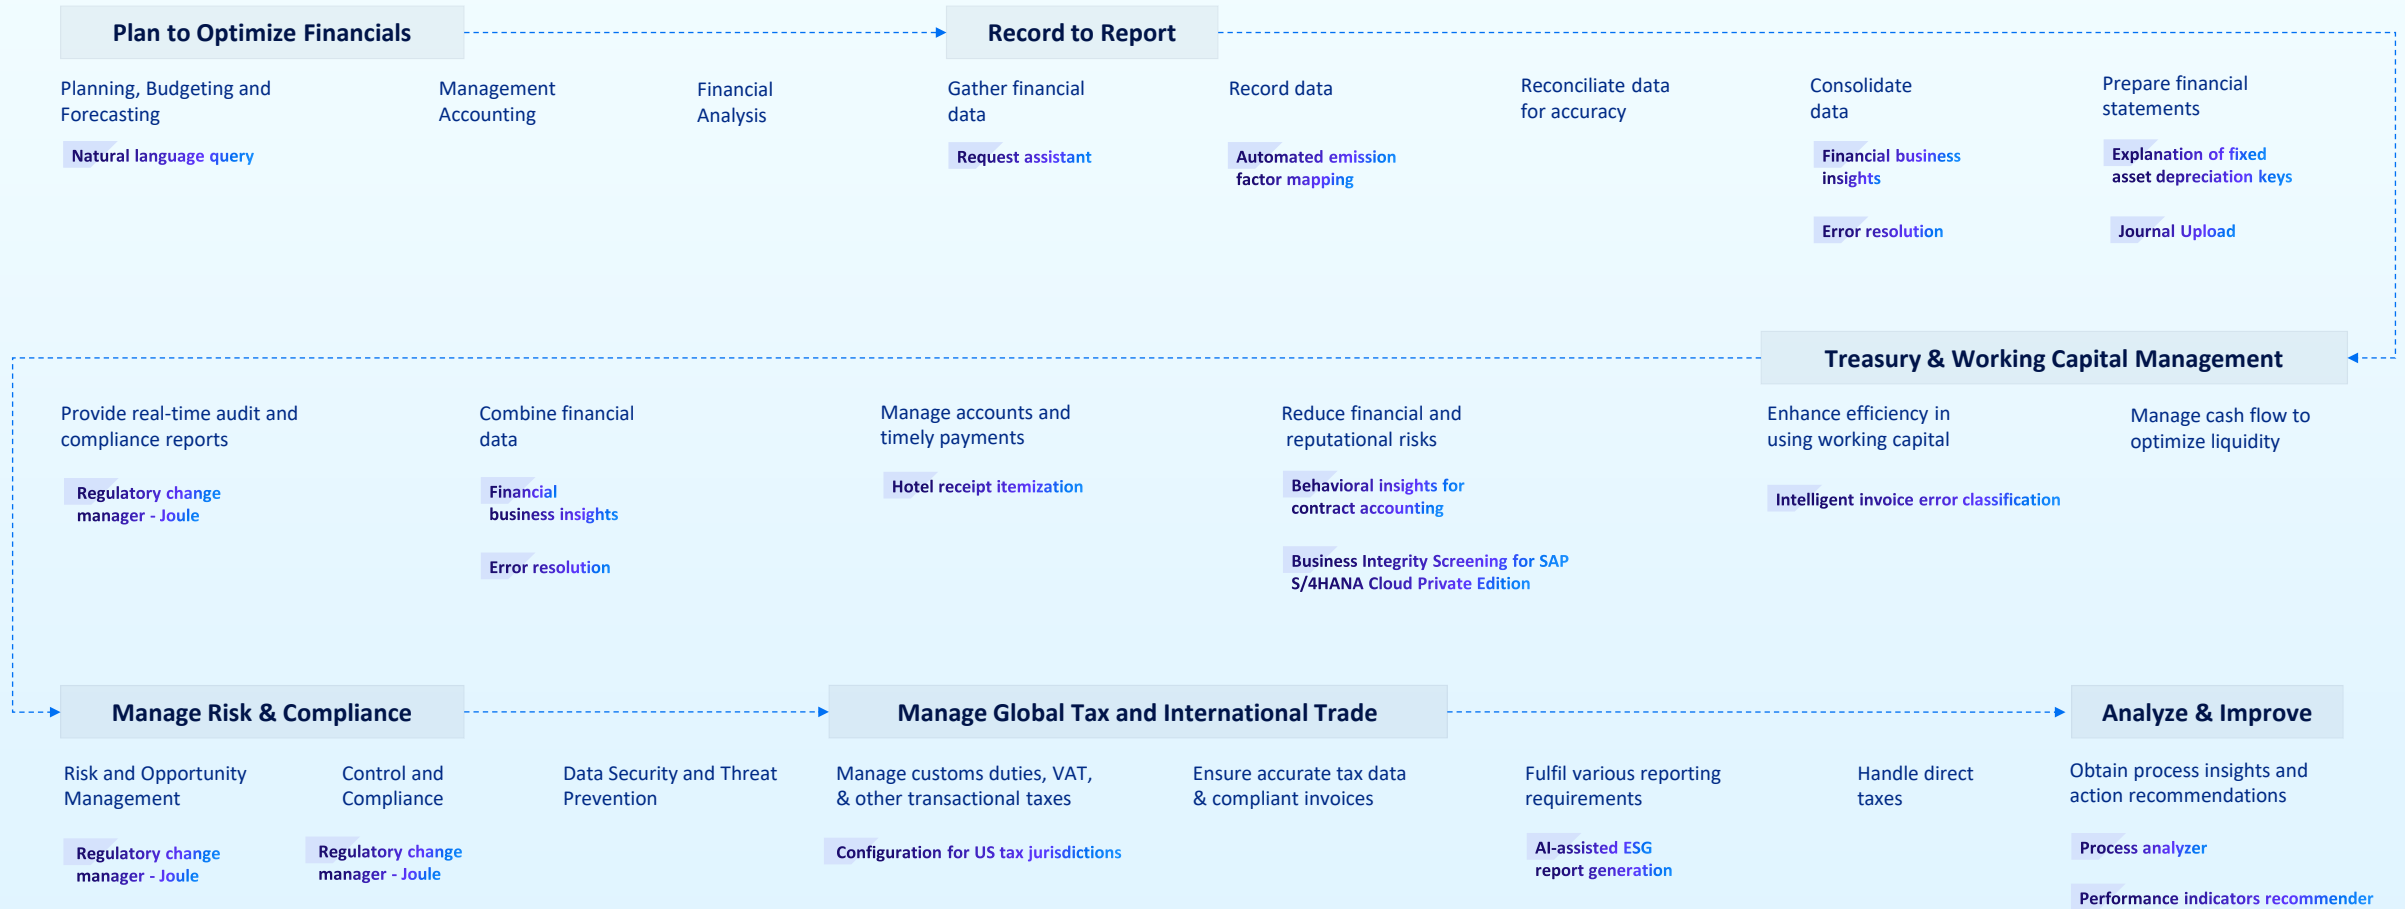 Plan to Optimize Financials
Record to Report
Planning, Budgeting and
Forecasting
Natural language query
Management
Accounting
Financial
Analysis
Gather financial
data
Request assistant
Record data
Automated emission
factor mapping
Reconciliate data
for accuracy
Consolidate
data
Financial business
insights
Error resolution
Prepare financial
statements
Explanation of fixed
asset depreciation keys
Journal Upload
Treasury & Working Capital Management
Provide real-time audit and
compliance reports
Regulatory change
manager - Joule
Combine financial
data
Financial
business insights
Error resolution
Manage accounts and
timely payments
Hotel receipt itemization
Reduce financial and
reputational risks
Behavioral insights for
contract accounting
Business Integrity Screening for SAP
S/4HANA Cloud Private Edition
Enhance efficiency in
using working capital
Intelligent invoice error classification
Manage cash flow to
optimize liquidity
Manage Risk & Compliance
Manage Global Tax and International Trade
Analyze & Improve
Risk and Opportunity
Management
Regulatory change
manager - Joule
Control and
Compliance
Regulatory change
manager - Joule
Data Security and Threat
Prevention
Manage customs duties, VAT,
& other transactional taxes
Configuration for US tax jurisdictions
Ensure accurate tax data
& compliant invoices
Fulfil various reporting
requirements
AI-assisted ESG
report generation
Handle direct
taxes
Obtain process insights and
action recommendations
Process analyzer
Performance indicators recommender